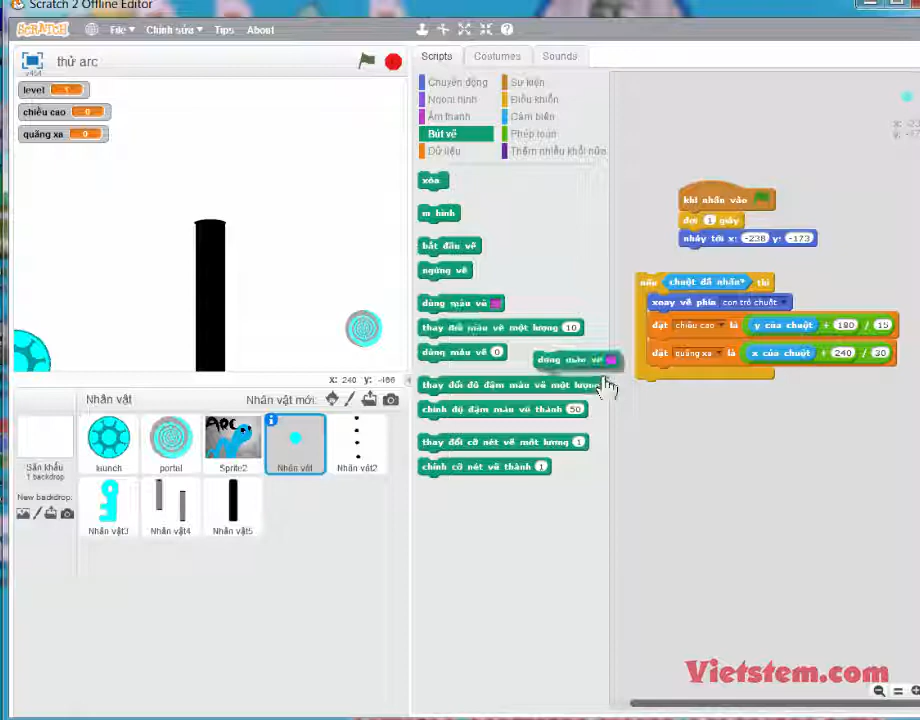 Scratch 2 Offline Editor
SCRATCH File Chỉnh sửa Tips About
thử arc
v454
level 1
chiều cao 0
quãng xa 0
x: 240 y: -166
Nhân vật
Nhân vật mới:
Sân khấu
1 backdrop
New backdrop:
launch
portal
Sprite2
Nhân vật
Nhân vật2
Nhân vật3
Nhân vật4
Nhân vật5
Scripts Costumes Sounds
Chuyển động
Ngoại hình
Âm thanh
Bút vẽ
Dữ liệu
Sự kiện
Điều khiển
Cảm biến
Phép toán
Thêm nhiều khối nữa
xóa
in hình
bắt đầu vẽ
ngừng vẽ
dùng màu vẽ
thay đổi màu vẽ một lượng 10
dùng màu vẽ 0
dùng màu vẽ
thay đổi độ đậm màu vẽ một lượng
chỉnh độ đậm màu vẽ thành 50
thay đổi cỡ nét vẽ một lượng 1
chỉnh cỡ nét vẽ thành 1
khi nhấn vào
đợi 1 giây
nhảy tới x: -238 y: -173
nếu chuột đã nhấn? thì
xoay về phía con trỏ chuột
đặt chiều cao là y của chuột + 180 / 15
đặt quãng xa là x của chuột + 240 / 30
Vietstem.com